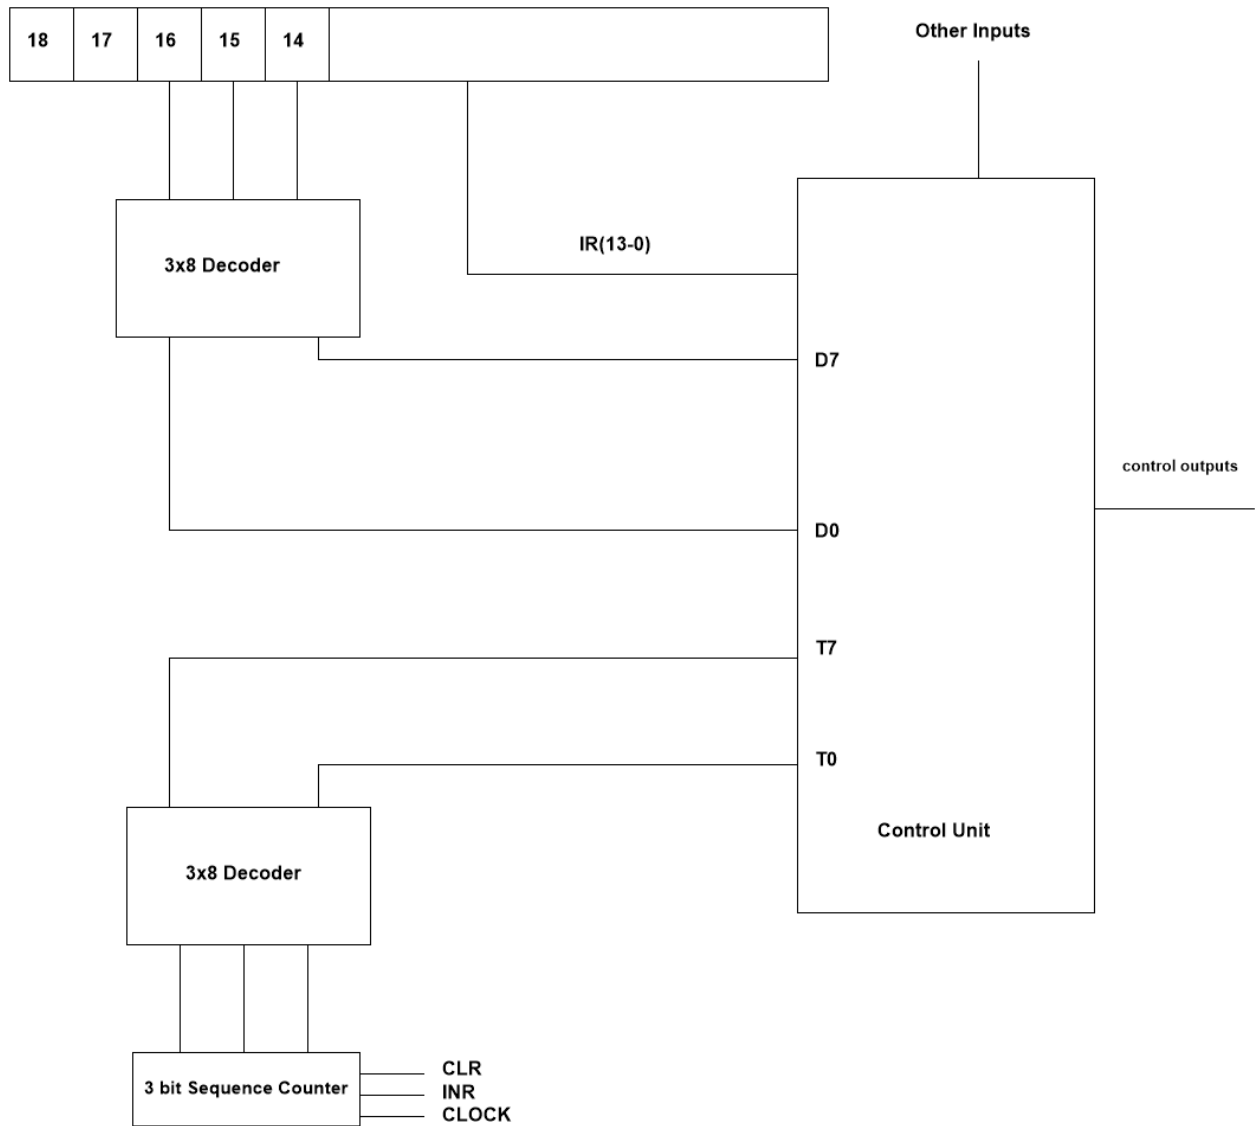 18 17 16 15 14
Other Inputs
3x8 Decoder
IR(13-0)
D7
control outputs
D0
T7
T0
Control Unit
3x8 Decoder
3 bit Sequence Counter
CLR
INR
CLOCK